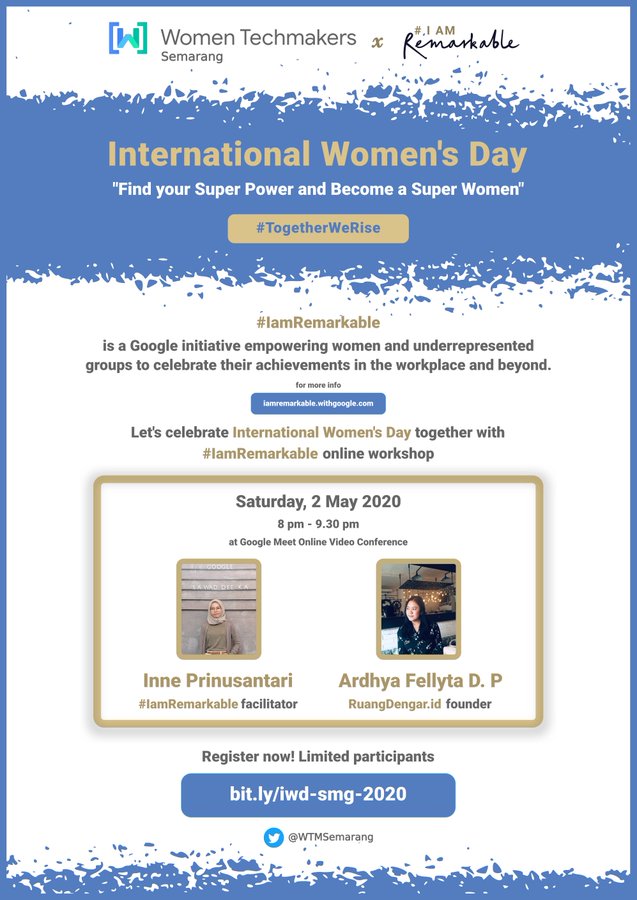 Women Techmakers
Semarang
x
#I AM
Remarkable
International Women's Day
"Find your Super Power and Become a Super Women"
#TogetherWeRise
#IamRemarkable
is a Google initiative empowering women and underrepresented
groups to celebrate their achievements in the workplace and beyond.
for more info
iamremarkable.withgoogle.com
Let's celebrate International Women's Day together with
#IamRemarkable online workshop
Saturday, 2 May 2020
8 pm - 9.30 pm
at Google Meet Online Video Conference
GOOGLE
Inne Prinusantari
#IamRemarkable facilitator
Ardhya Fellyta D. P
RuangDengar.id founder
Register now! Limited participants
bit.ly/iwd-smg-2020
@WTMSemarang